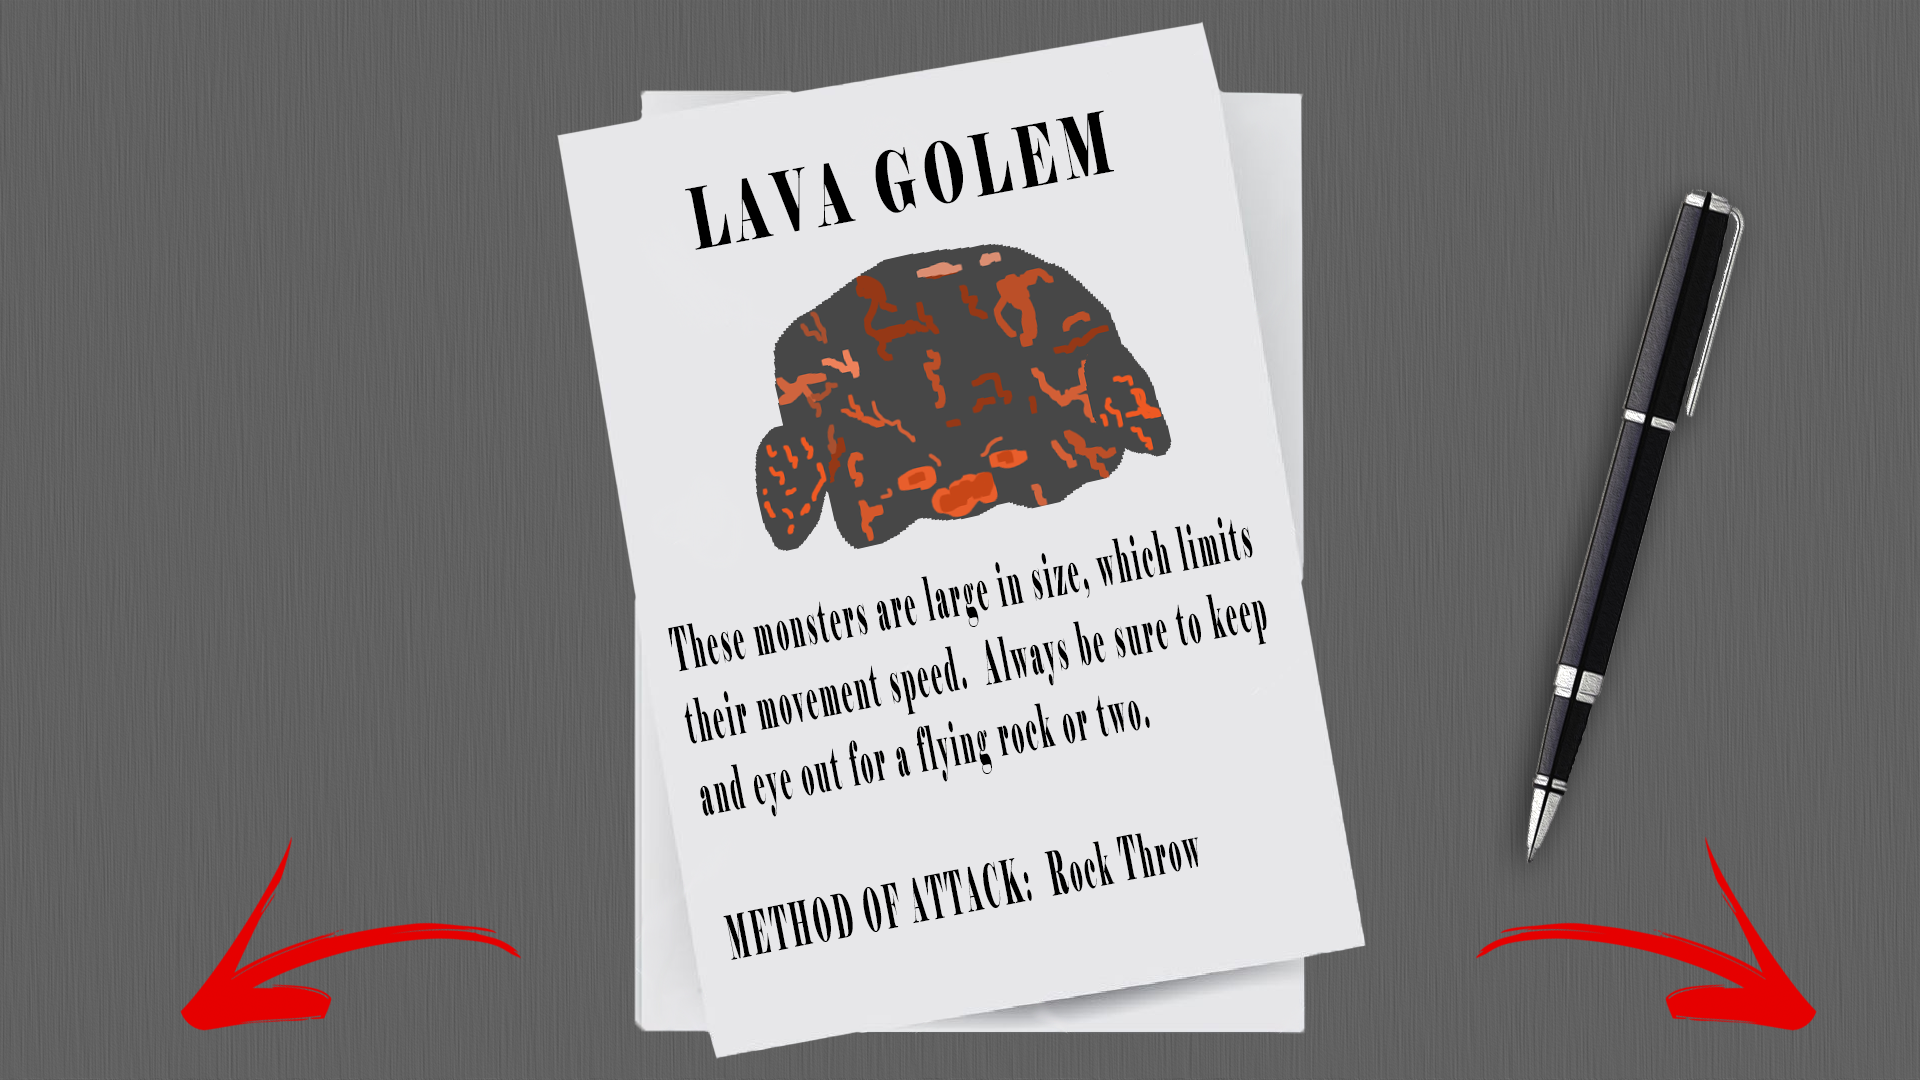 LAVA GOLEM
These monsters are large in size, which limits
their movement speed.  Always be sure to keep
and eye out for a flying rock or two.
METHOD OF ATTACK:  Rock Throw